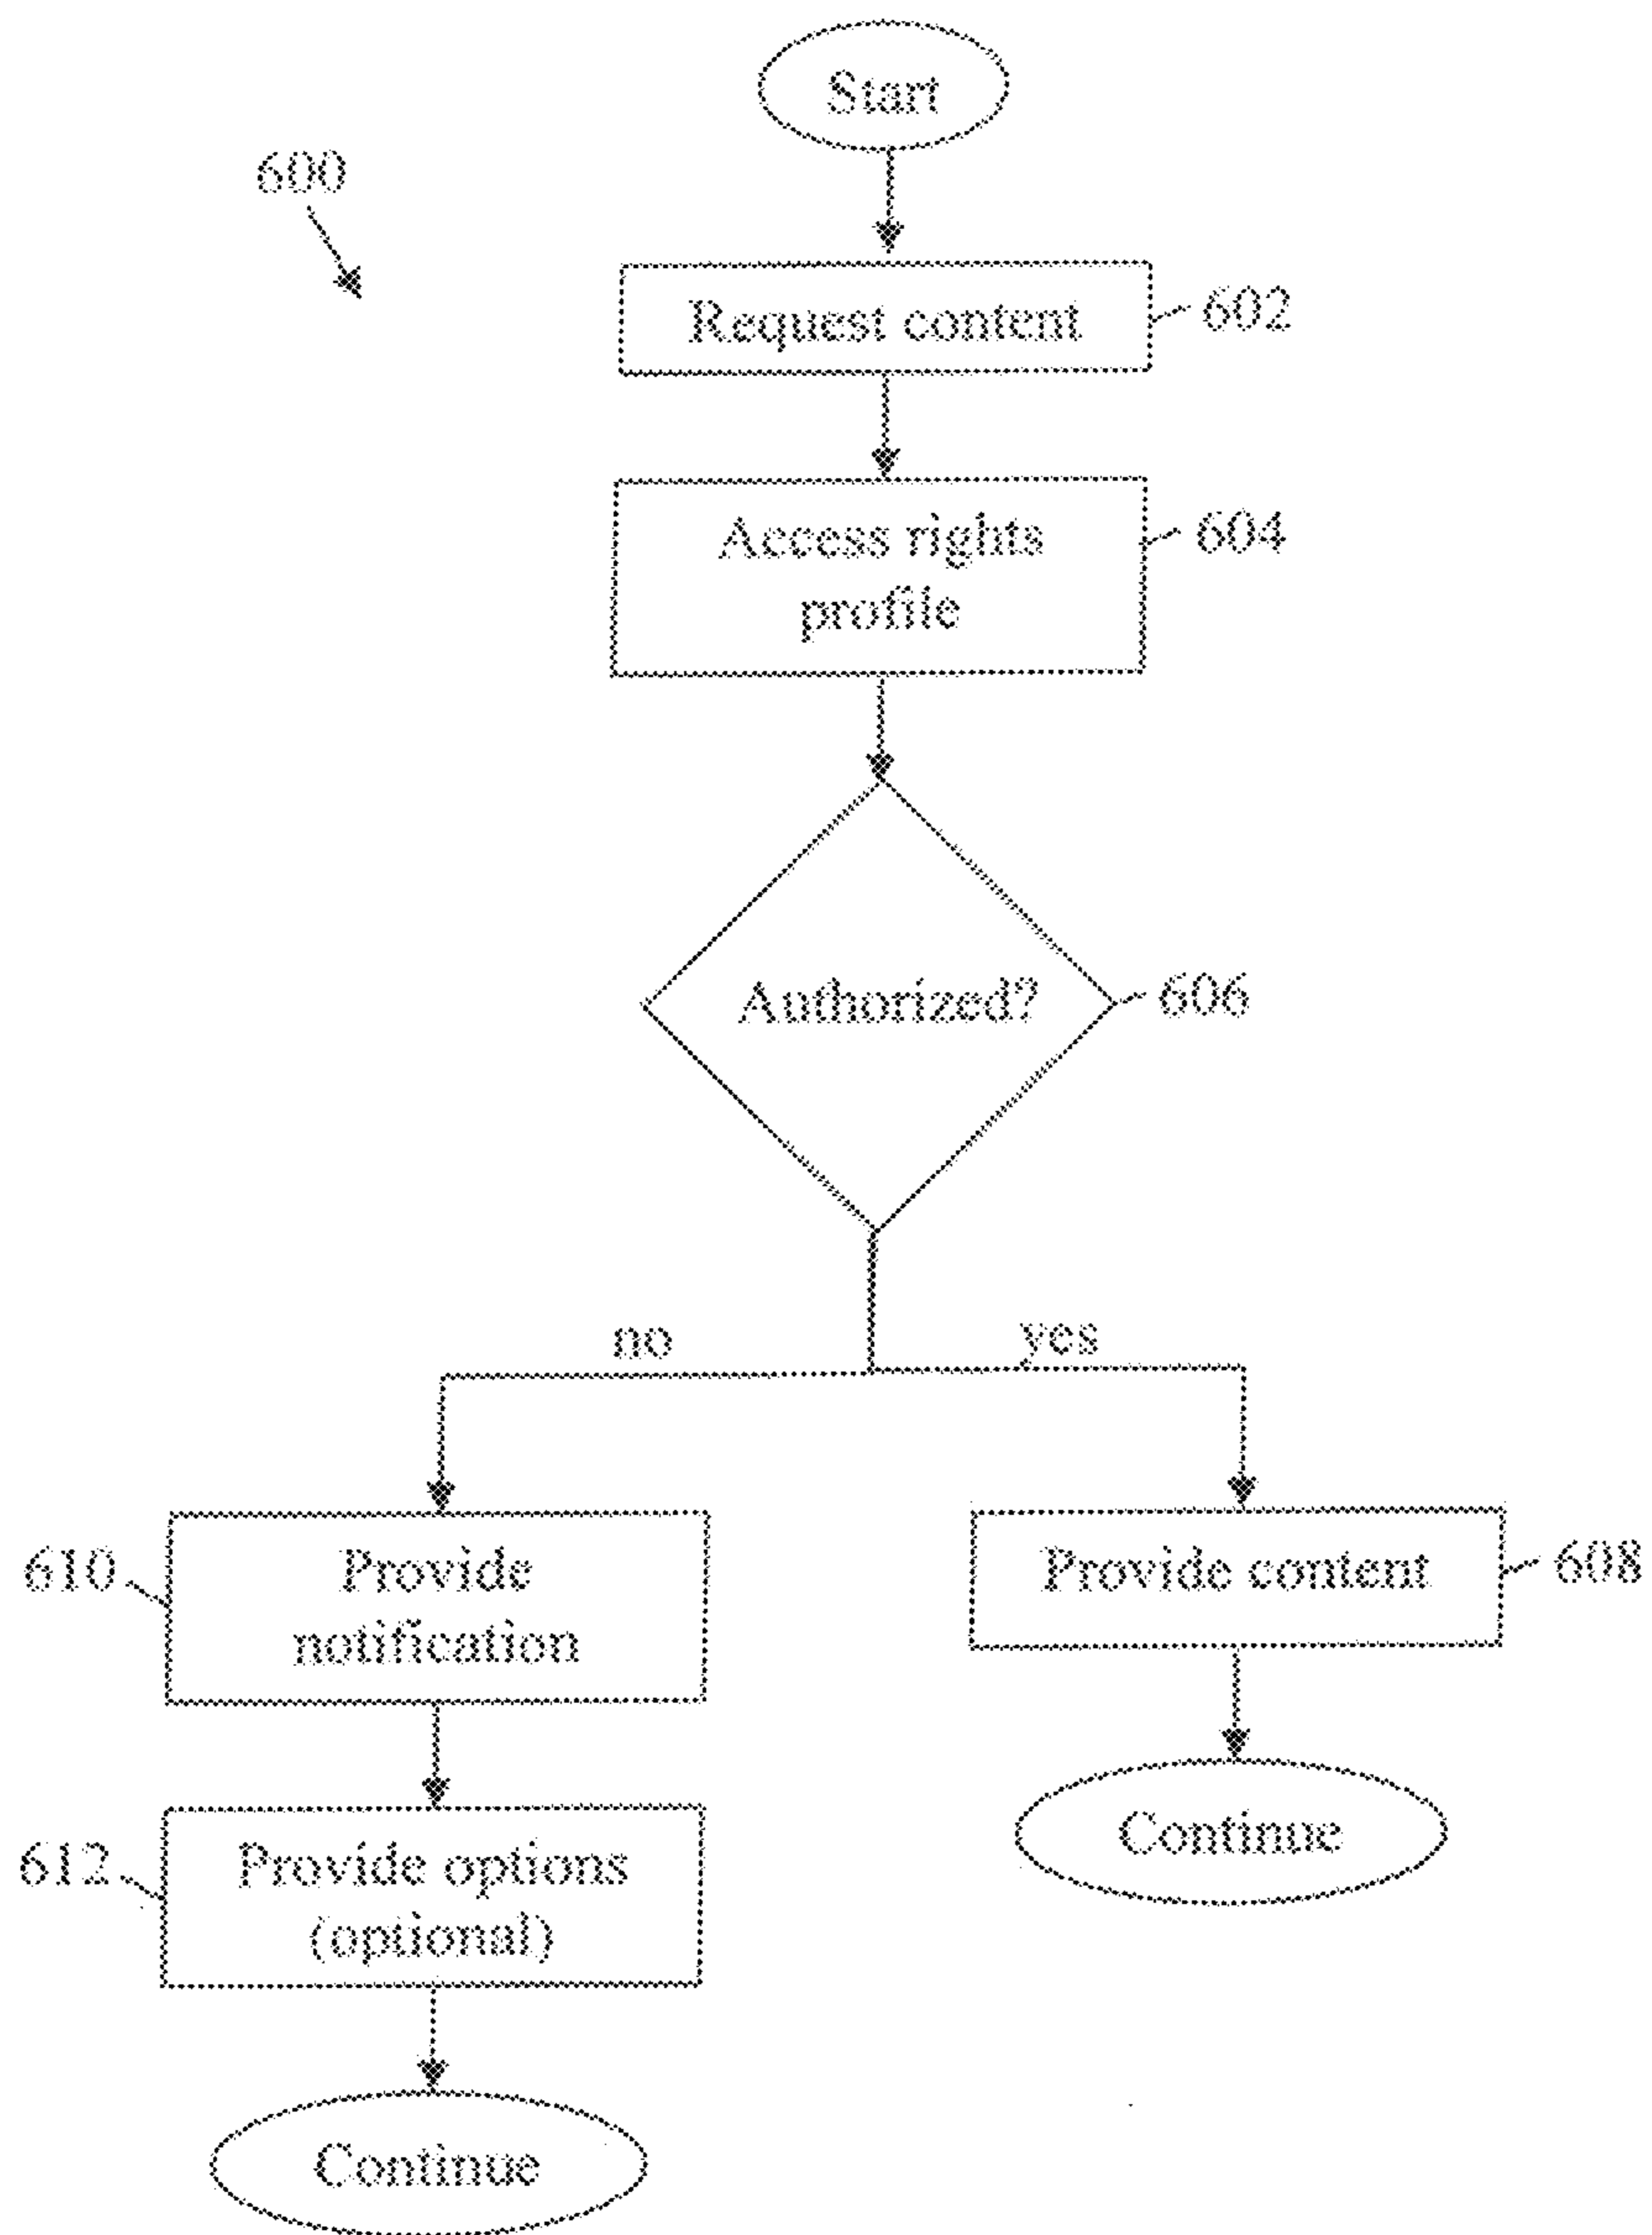 Start
600
Request content
602
Access rights
profile
604
Authorized?
606
no
yes
610
Provide
notification
Provide content
608
612
Provide options
(optional)
Continue
Continue